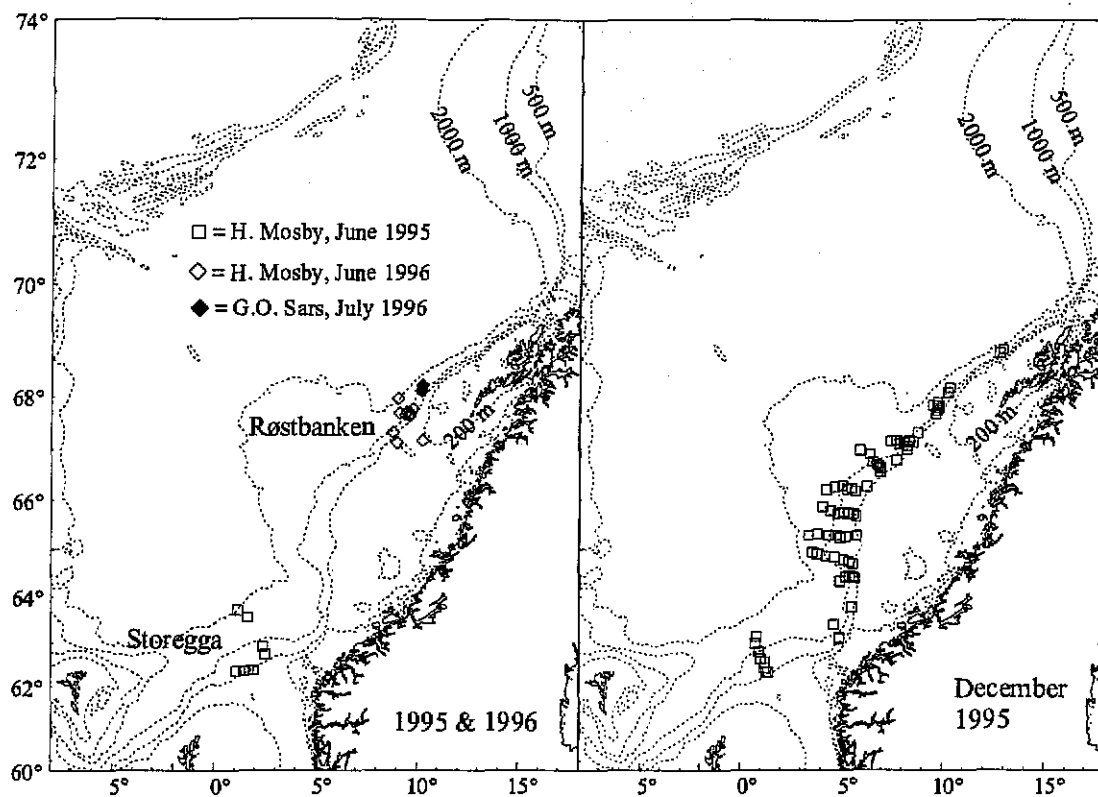 74°
72°
70°
68°
66°
64°
62°
60°
2000 m
1000 m
500 m
2000 m
1000 m
500 m
□ = H. Mosby, June 1995
◇ = H. Mosby, June 1996
◆ = G.O. Sars, July 1996
Røstbanken
200 m
200 m
Storegga
1995 & 1996
December
1995
5° 0° 5° 10° 15°
0° 5° 10° 15°